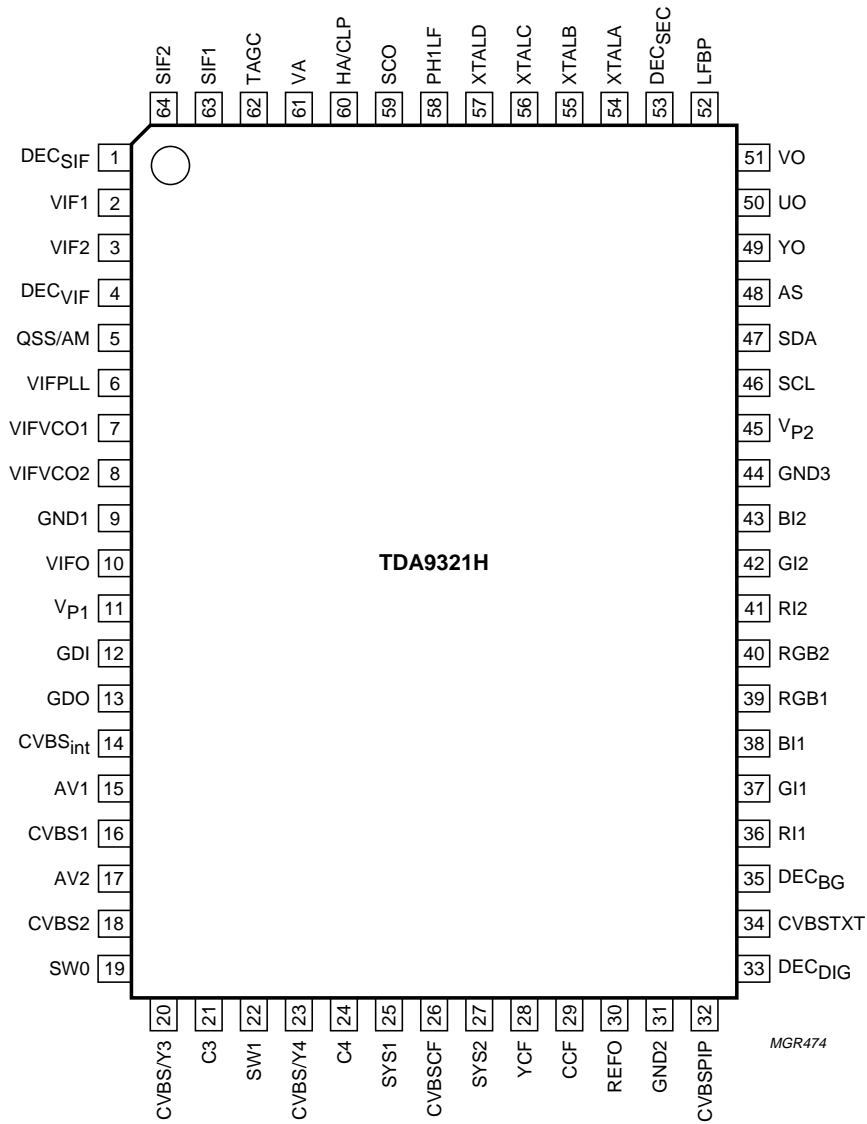 SIF2
SIF1
TAGC
VA
HA/CLP
SCO
PH1LF
XTALD
XTALC
XTALB
XTALA
DECSEC
LFBP
64
63
62
61
60
59
58
57
56
55
54
53
52
DECSIF 1
VIF1 2
VIF2 3
DECVIF 4
QSS/AM 5
VIFPLL 6
VIFVCO1 7
VIFVCO2 8
GND1 9
VIFO 10
VP1 11
GDI 12
GDO 13
CVBSint 14
AV1 15
CVBS1 16
AV2 17
CVBS2 18
SW0 19
TDA9321H
51 VO
50 UO
49 YO
48 AS
47 SDA
46 SCL
45 VP2
44 GND3
43 BI2
42 GI2
41 RI2
40 RGB2
39 RGB1
38 BI1
37 GI1
36 RI1
35 DECBG
34 CVBSTXT
33 DECDIG
20
21
22
23
24
25
26
27
28
29
30
31
32
CVBS/Y3
C3
SW1
CVBS/Y4
C4
SYS1
CVBSCF
SYS2
YCF
CCF
REFO
GND2
CVBSPIP
MGR474